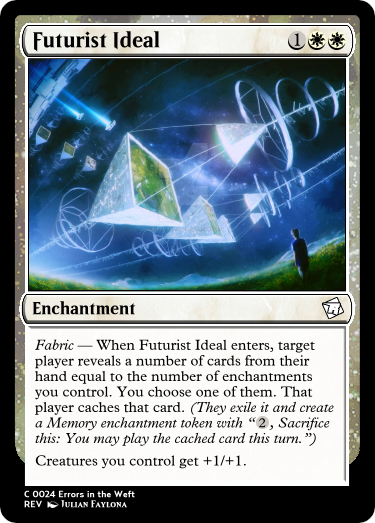 Futurist Ideal 1
Enchantment
Fabric — When Futurist Ideal enters, target
player reveals a number of cards from their
hand equal to the number of enchantments
you control. You choose one of them. That
player caches that card. (They exile it and create
a Memory enchantment token with “2, Sacrifice
this: You may play the cached card this turn.”)
Creatures you control get +1/+1.
C 0024 Errors in the Weft
REV Julian Faylona